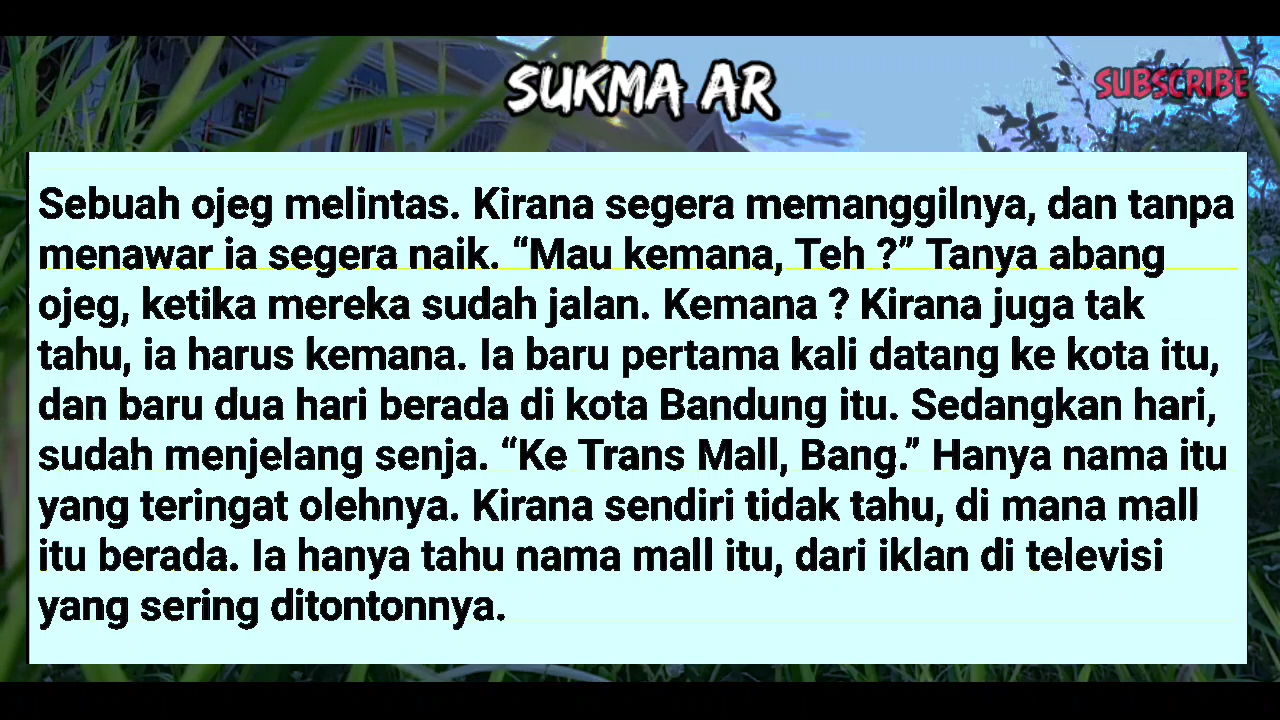 SUKMA AR
SUBSCRIBE
Sebuah ojeg melintas. Kirana segera memanggilnya, dan tanpa
menawar ia segera naik. “Mau kemana, Teh ?” Tanya abang
ojeg, ketika mereka sudah jalan. Kemana ? Kirana juga tak
tahu, ia harus kemana. Ia baru pertama kali datang ke kota itu,
dan baru dua hari berada di kota Bandung itu. Sedangkan hari,
sudah menjelang senja. “Ke Trans Mall, Bang.” Hanya nama itu
yang teringat olehnya. Kirana sendiri tidak tahu, di mana mall
itu berada. Ia hanya tahu nama mall itu, dari iklan di televisi
yang sering ditontonnya.